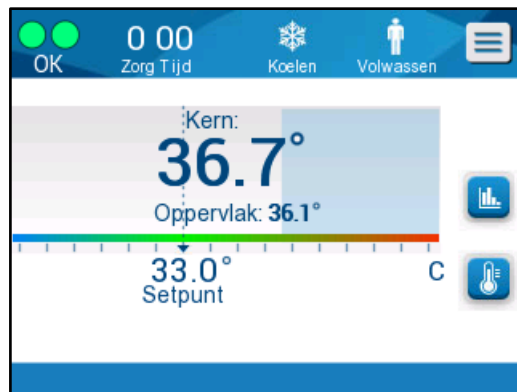 OK
0 00
Zorg Tijd
Koelen
Volwassen
Kern:
36.7°
Oppervlak: 36.1°
33.0°
Setpunt
C